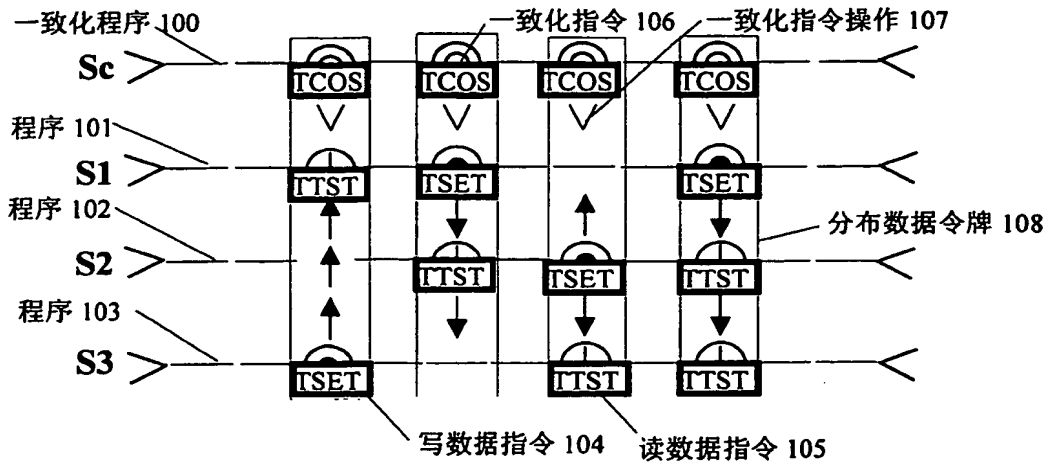 一致化程序 100
一致化指令 106
一致化指令操作 107
Sc
TCOS
TCOS
TCOS
TCOS
程序 101
S1
TTST
TSET
TSET
程序 102
分布数据令牌 108
S2
TTST
TSET
TTST
程序 103
S3
TSET
TTST
TTST
写数据指令 104
读数据指令 105